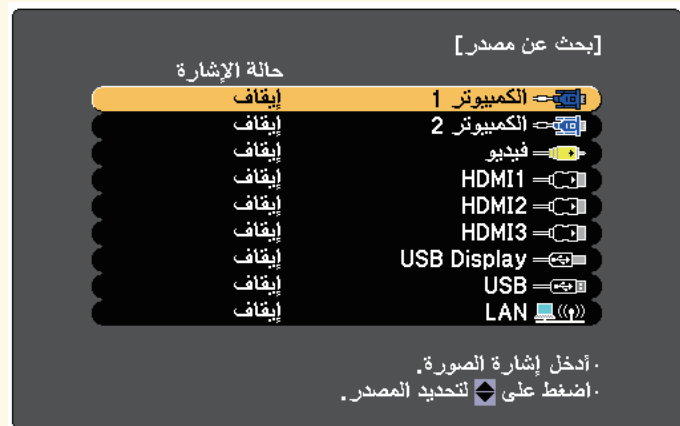 [بحث عن مصدر]
حالة الإشارة
الكمبيوتر 1 إيقاف
الكمبيوتر 2 إيقاف
فيديو إيقاف
HDMI1 إيقاف
HDMI2 إيقاف
HDMI3 إيقاف
USB Display إيقاف
USB إيقاف
LAN إيقاف
·أدخل إشارة الصورة.
·اضغط على لتحديد المصدر.